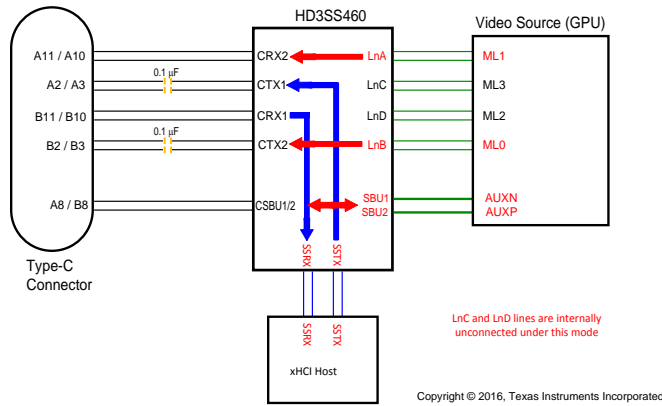 HD3SS460
Video Source (GPU)
A11 / A10
CRX2
LnA
ML1
0.1 µF
A2 / A3
CTX1
LnC
ML3
B11 / B10
CRX1
LnD
ML2
0.1 µF
B2 / B3
CTX2
LnB
ML0
A8 / B8
CSBU1/2
SBU1
SBU2
AUXN
AUXP
SSRX
SSTX
Type-C
Connector
SSRX
SSTX
xHCI Host
LnC and LnD lines are internally
unconnected under this mode
Copyright © 2016, Texas Instruments Incorporated